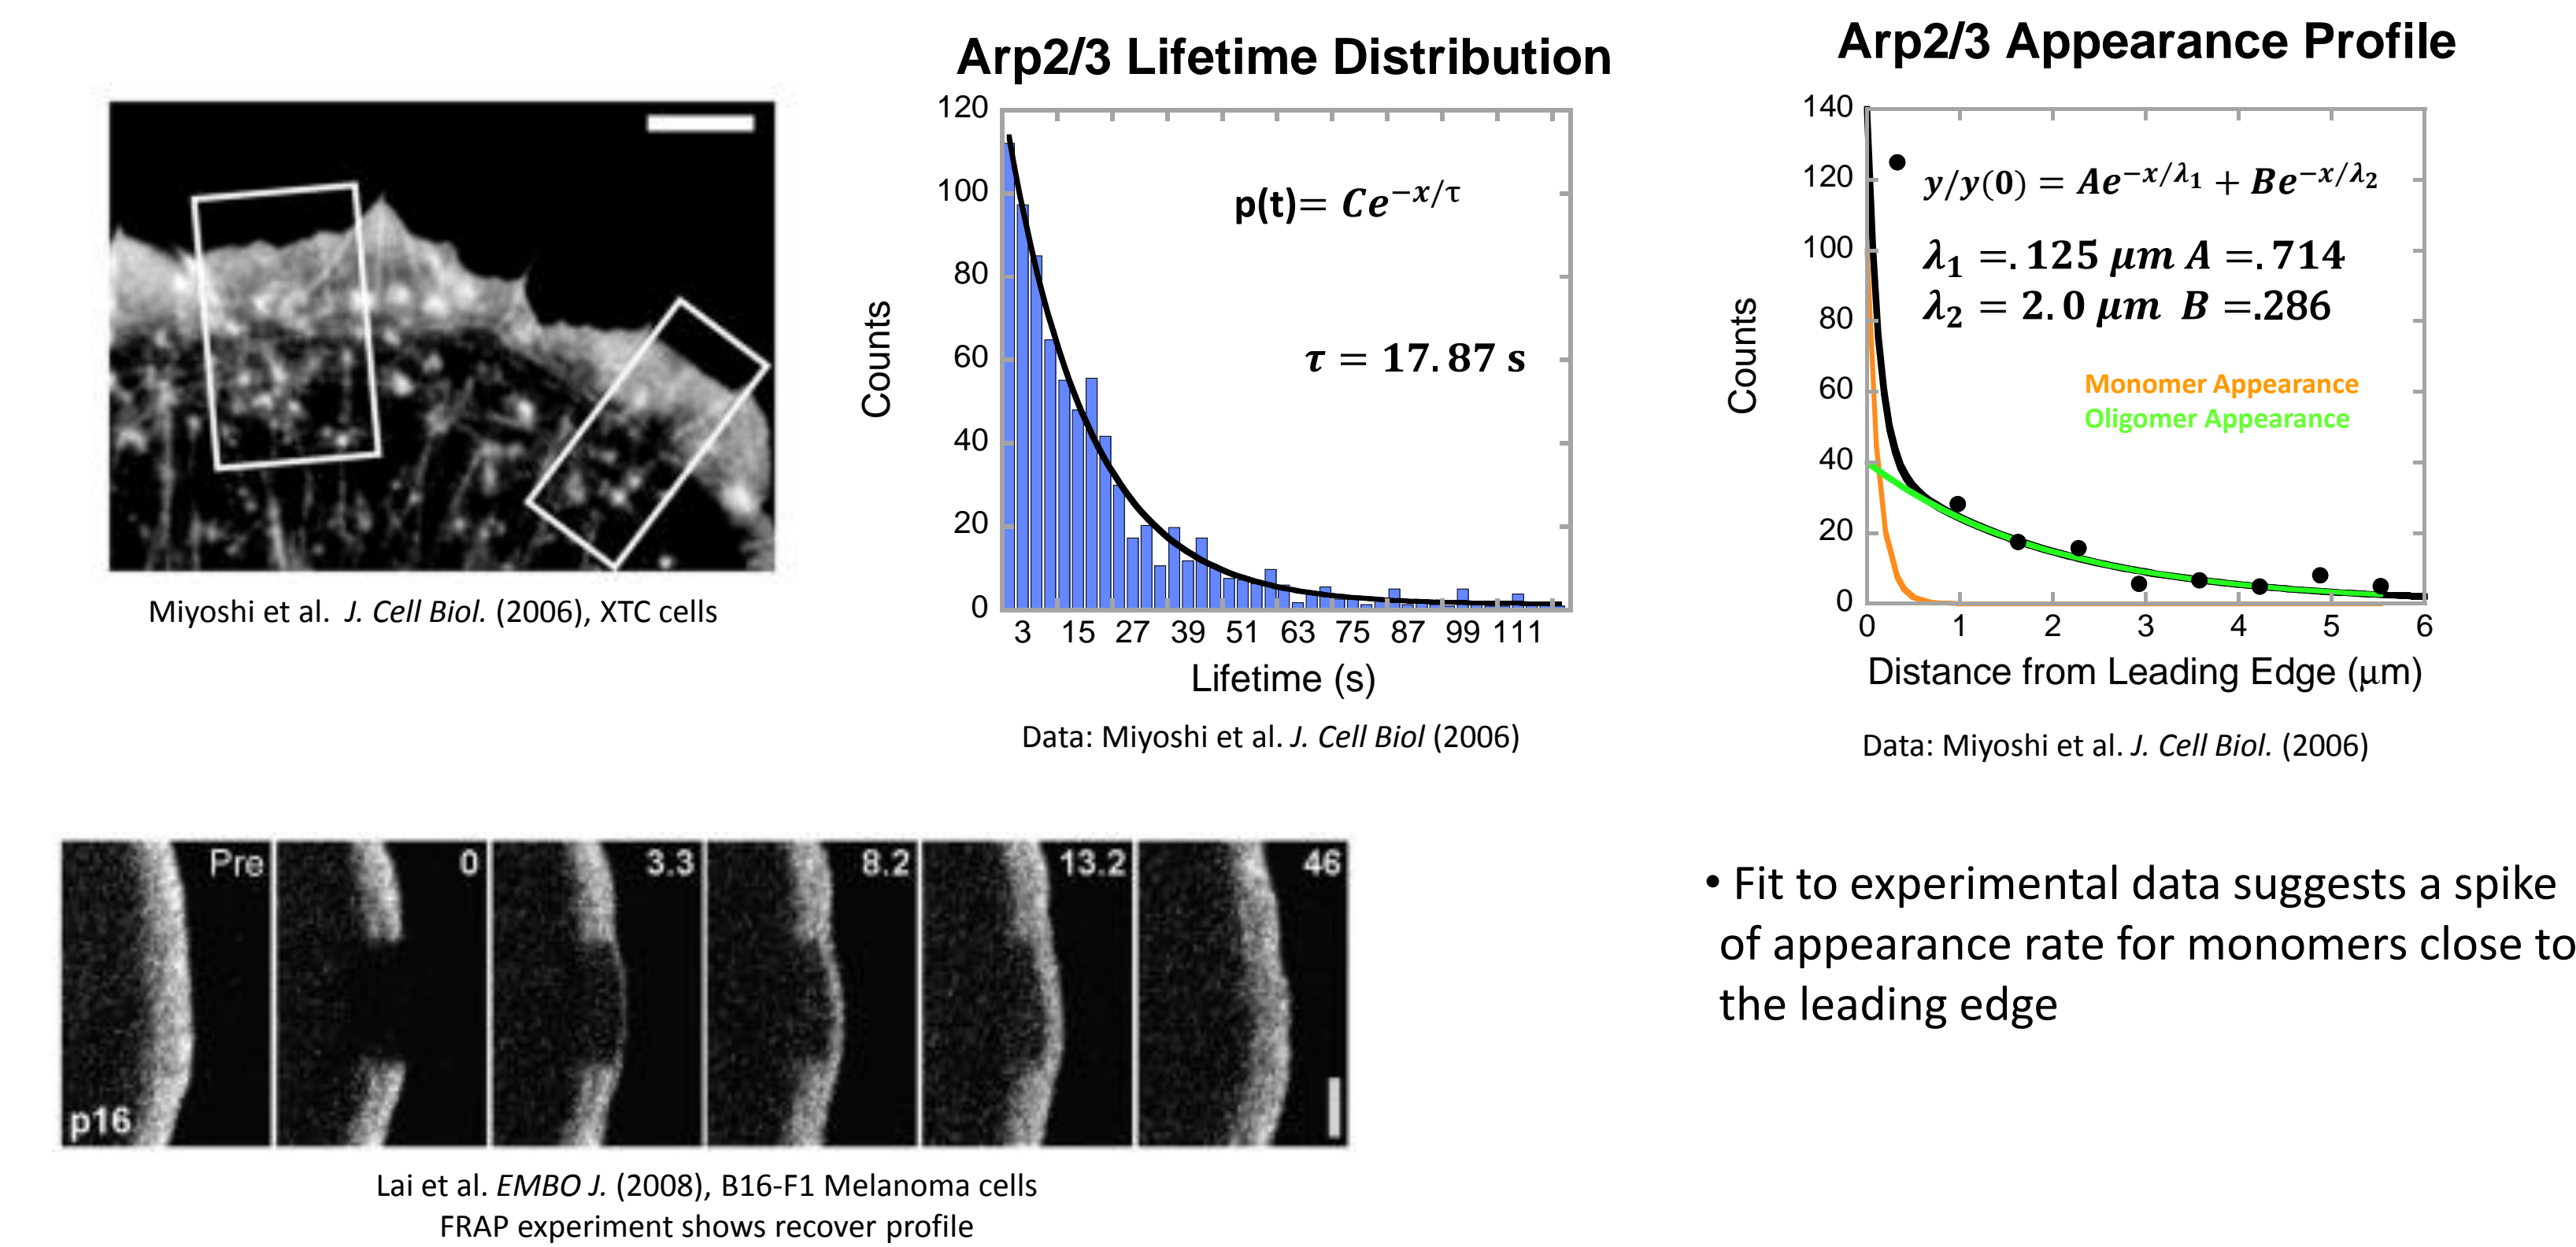 Arp2/3 Lifetime Distribution
Arp2/3 Appearance Profile
120
100
80
60
40
20
0
Counts
p(t)= Ce^{-x/τ}
τ = 17.87 s
3 15 27 39 51 63 75 87 99 111
Lifetime (s)
Data: Miyoshi et al. J. Cell Biol (2006)
140
120
100
80
60
40
20
0
Counts
y/y(0) = Ae^{-x/λ₁} + Be^{-x/λ₂}
λ₁ =. 125 μm A =. 714
λ₂ = 2. 0 μm B =.286
Monomer Appearance
Oligomer Appearance
0 1 2 3 4 5 6
Distance from Leading Edge (μm)
Data: Miyoshi et al. J. Cell Biol. (2006)
Miyoshi et al. J. Cell Biol. (2006), XTC cells
Pre 0 3.3 8.2 13.2 46
p16
Lai et al. EMBO J. (2008), B16-F1 Melanoma cells
FRAP experiment shows recover profile
• Fit to experimental data suggests a spike
of appearance rate for monomers close to
the leading edge